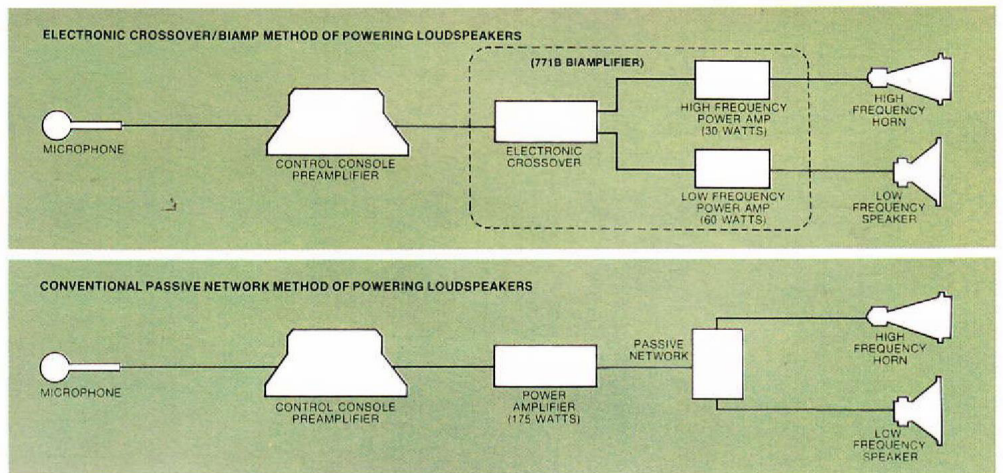 ELECTRONIC CROSSOVER/BIAMP METHOD OF POWERING LOUDSPEAKERS
(771B BIAMPLIFIER)
MICROPHONE
CONTROL CONSOLE
PREAMPLIFIER
ELECTRONIC
CROSSOVER
HIGH FREQUENCY
POWER AMP
(30 WATTS)
LOW FREQUENCY
POWER AMP
(60 WATTS)
HIGH
FREQUENCY
HORN
LOW
FREQUENCY
SPEAKER
CONVENTIONAL PASSIVE NETWORK METHOD OF POWERING LOUDSPEAKERS
MICROPHONE
CONTROL CONSOLE
PREAMPLIFIER
POWER
AMPLIFIER
(175 WATTS)
PASSIVE
NETWORK
HIGH
FREQUENCY
HORN
LOW
FREQUENCY
SPEAKER